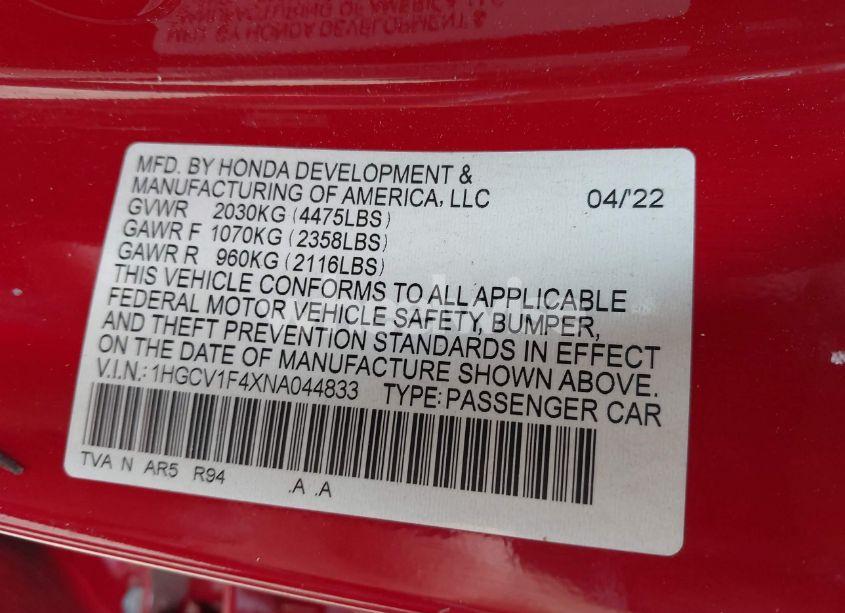 MFD. BY HONDA DEVELOPMENT &
MANUFACTURING OF AMERICA, LLC 04/'22
GVWR 2030KG (4475LBS)
GAWR F 1070KG (2358LBS)
GAWR R 960KG (2116LBS)
THIS VEHICLE CONFORMS TO ALL APPLICABLE
FEDERAL MOTOR VEHICLE SAFETY, BUMPER,
AND THEFT PREVENTION STANDARDS IN EFFECT
ON THE DATE OF MANUFACTURE SHOWN ABOVE.
V.I.N.: 1HGCV1F4XNA044833 TYPE: PASSENGER CAR
TVA N AR5 R94 .A .A